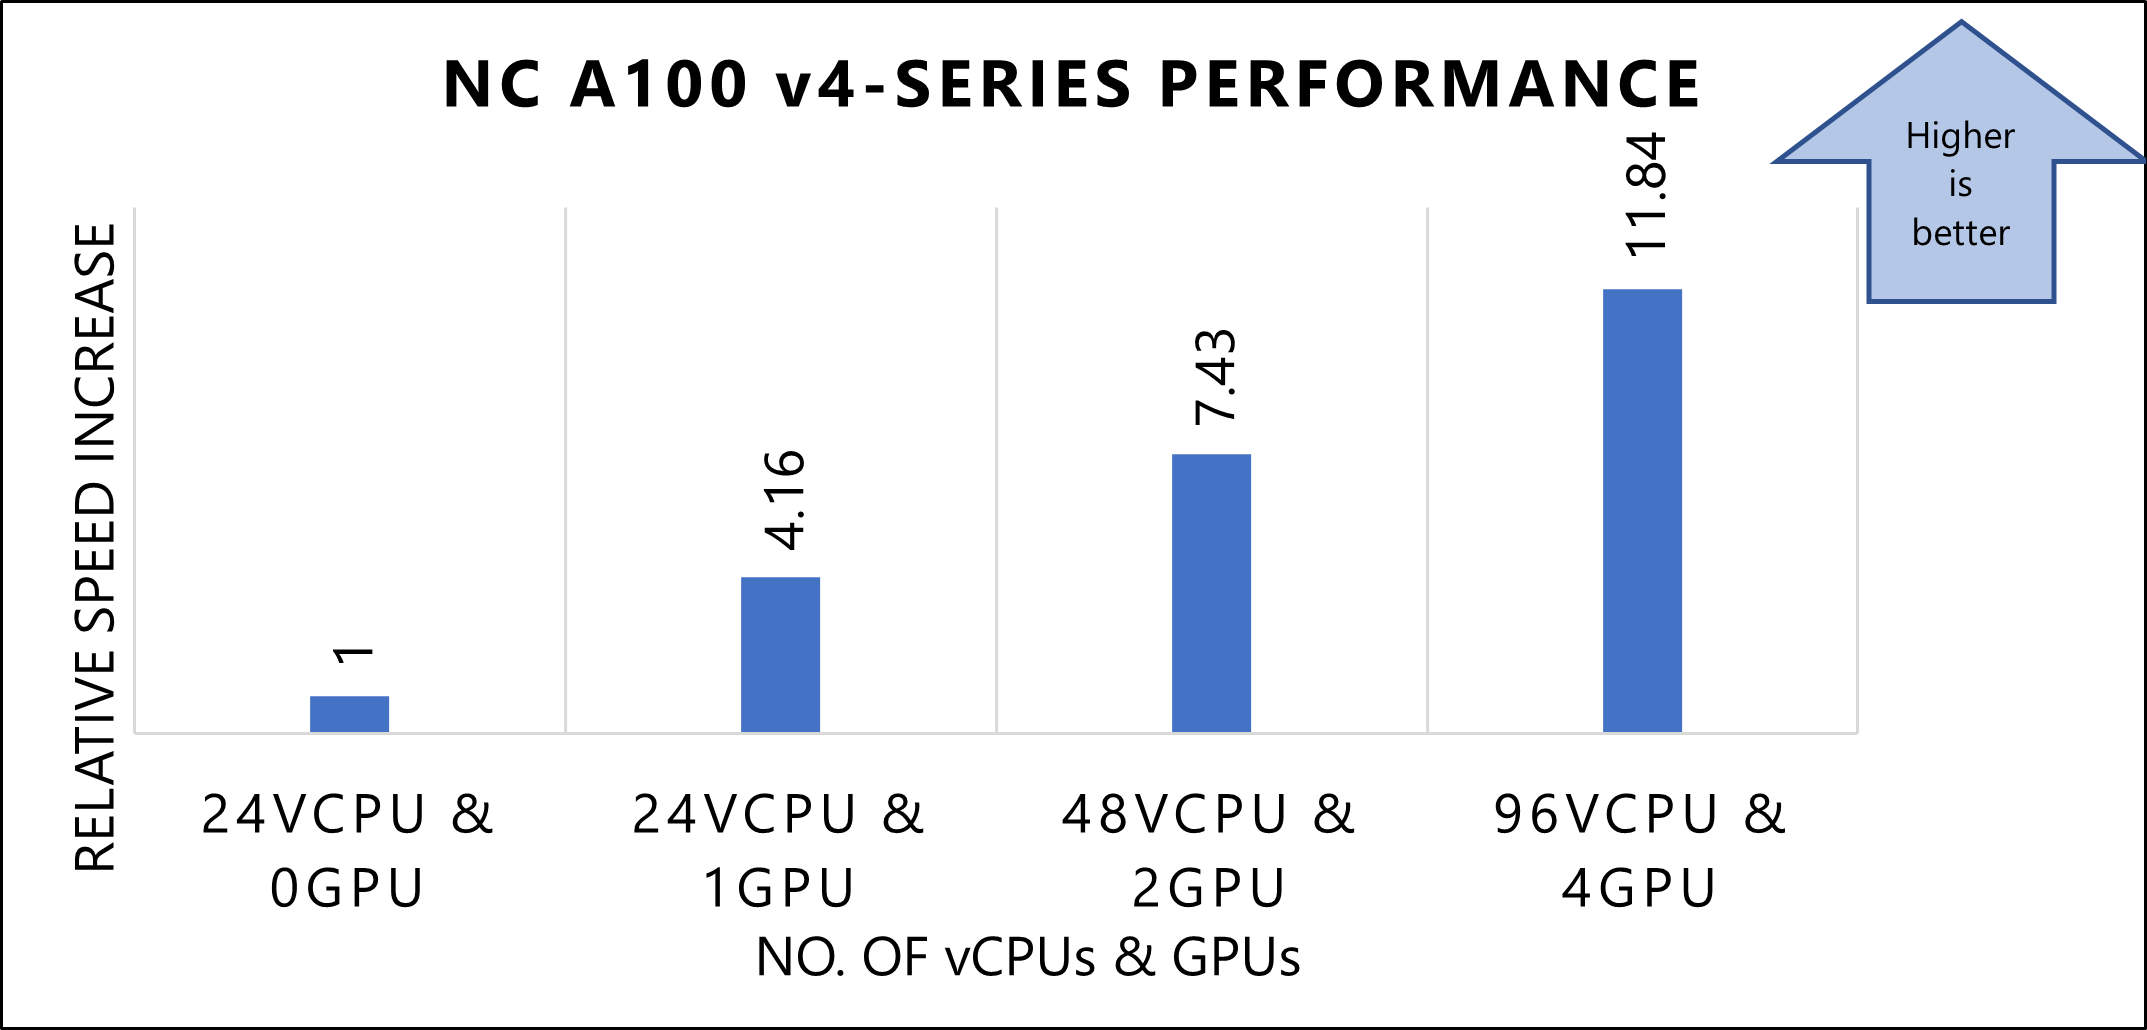 NC A100 v4-SERIES PERFORMANCE
Higher
is
better
RELATIVE SPEED INCREASE
1
4.16
7.43
11.84
24VCPU &
0GPU
24VCPU &
1GPU
48VCPU &
2GPU
96VCPU &
4GPU
NO. OF vCPUs & GPUs